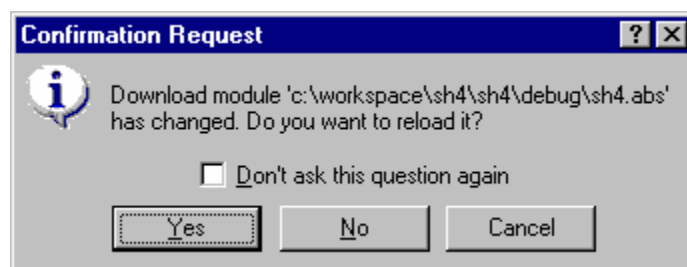 Confirmation Request
Download module 'c:\workspace\sh4\sh4\debug\sh4.abs'
has changed. Do you want to reload it?
Don't ask this question again
Yes No Cancel